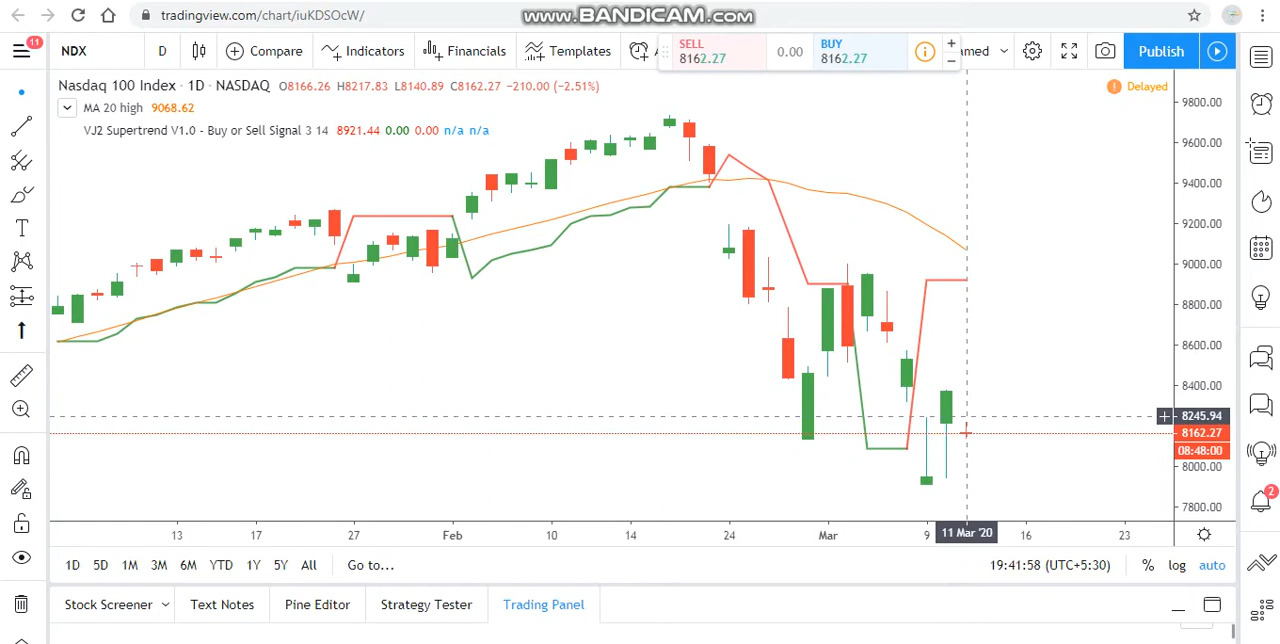 tradingview.com/chart/iuKDSOcW/
www.BANDICAM.com
11
NDX D Compare Indicators Financials Templates A
SELL 8162.27 0.00 BUY 8162.27
amed Publish
Nasdaq 100 Index · 1D · NASDAQ O8166.26 H8217.83 L8140.89 C8162.27 −210.00 (−2.51%)
Delayed
MA 20 high 9068.62
VJ2 Supertrend V1.0 - Buy or Sell Signal 3 14 8921.44 0.00 0.00 n/a n/a
9800.00
9600.00
9400.00
9200.00
9000.00
8800.00
8600.00
8400.00
8245.94
8162.27
08:48:00
8000.00
7800.00
2
13 17 27 Feb 10 14 24 Mar 9 11 Mar '20 16 23
1D 5D 1M 3M 6M YTD 1Y 5Y All Go to... 19:41:58 (UTC+5:30) % log auto
Stock Screener Text Notes Pine Editor Strategy Tester Trading Panel